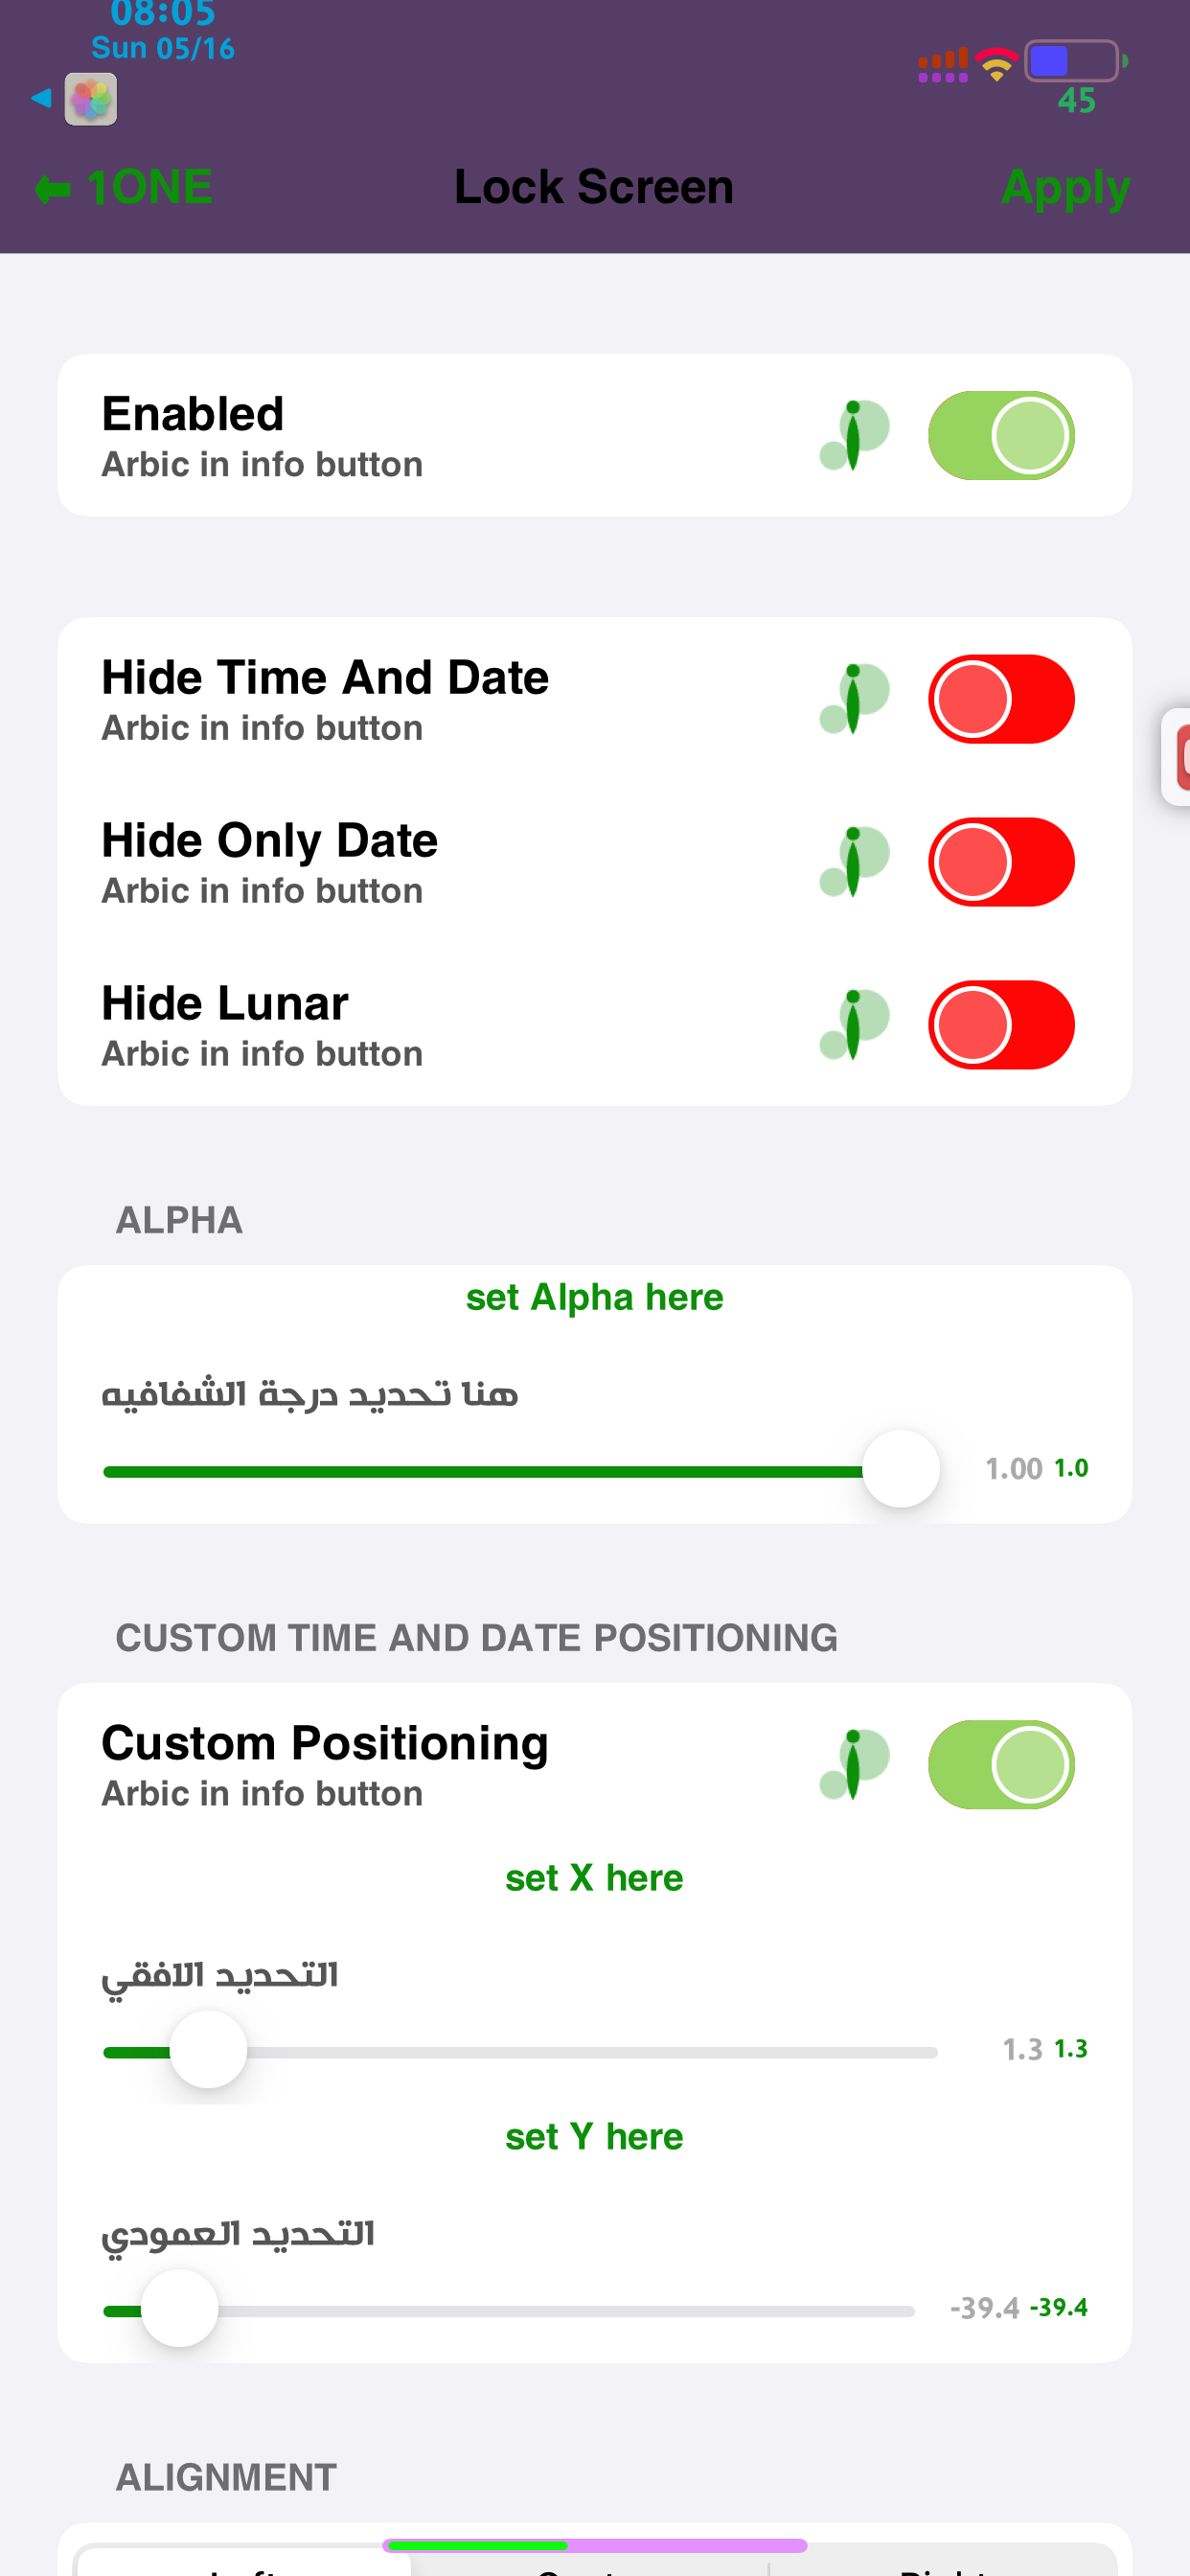 08:05
Sun 05/16
45
1ONE
Lock Screen
Apply
Enabled
Arbic in info button
Hide Time And Date
Arbic in info button
Hide Only Date
Arbic in info button
Hide Lunar
Arbic in info button
ALPHA
set Alpha here
هنا تحديد درجة الشفافيه
1.00 1.0
CUSTOM TIME AND DATE POSITIONING
Custom Positioning
Arbic in info button
set X here
التحديد الافقي
1.3 1.3
set Y here
التحديد العمودي
-39.4 -39.4
ALIGNMENT